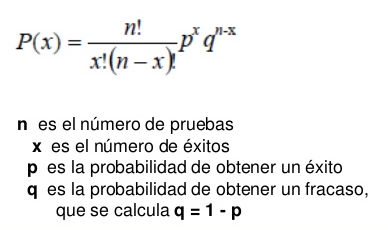 P(x) = n! / x!(n – x)! p^x q^n-x
n es el número de pruebas
x es el número de éxitos
p es la probabilidad de obtener un éxito
q es la probabilidad de obtener un fracaso,
que se calcula q = 1 - p